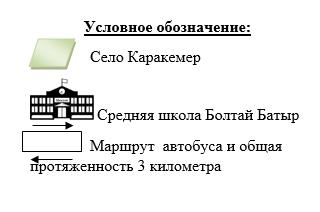 Условное обозначение:
Село Каракемер
Средняя школа Болтай Батыр
Маршрут автобуса и общая
протяженность 3 километра